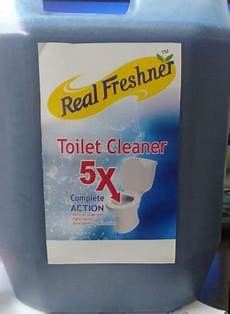 TM
Real Freshner
Toilet Cleaner
5X
Complete
ACTION